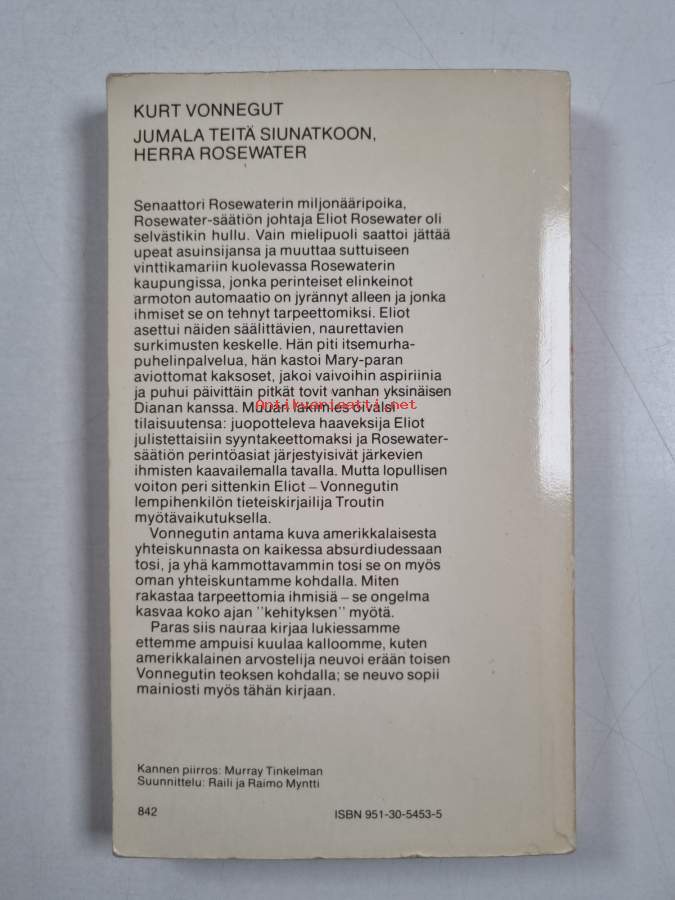 KURT VONNEGUT
JUMALA TEITÄ SIUNATKOON,
HERRA ROSEWATER
Senaattori Rosewaterin miljonääripoika,
Rosewater-säätiön johtaja Eliot Rosewater oli
selvästikin hullu. Vain mielipuoli saattoi jättää
upeat asuinsijansa ja muuttaa suttuiseen
vinttikamariin kuolevassa Rosewaterin
kaupungissa, jonka perinteiset elinkeinot
armoton automaatio on jyrännyt alleen ja jonka
ihmiset se on tehnyt tarpeettomiksi. Eliot
asettui näiden säälittävien, naurettavien
surkimusten keskelle. Hän piti itsemurha-
puhelinpalvelua, hän kastoi Mary-paran
aviottomat kaksoset, jakoi vaivoihin aspiriinia
ja puhui päivittäin pitkät tovit vanhan yksinäisen
Dianan kanssa. Muuan lakimies oivalsi
Antikvariaatti.net
tilaisuutensa: juopotteleva haaveksija Eliot
julistettaisiin syyntakeettomaksi ja Rosewater-
säätiön perintöasiat järjestyisivät järkevien
ihmisten kaavailemalla tavalla. Mutta lopullisen
voiton peri sittenkin Eliot – Vonnegutin
lempihenkilön tieteiskirjailija Troutin
myötävaikutuksella.
Vonnegutin antama kuva amerikkalaisesta
yhteiskunnasta on kaikessa absurdiudessaan
tosi, ja yhä kammottavammin tosi se on myös
oman yhteiskuntamme kohdalla. Miten
rakastaa tarpeettomia ihmisiä – se ongelma
kasvaa koko ajan "kehityksen" myötä.
Paras siis nauraa kirjaa lukiessamme
ettemme ampuisi kuulaa kalloomme, kuten
amerikkalainen arvostelija neuvoi erään toisen
Vonnegutin teoksen kohdalla; se neuvo sopii
mainiosti myös tähän kirjaan.
Kannen piirros: Murray Tinkelman
Suunnittelu: Raili ja Raimo Myntti
842
ISBN 951-30-5453-5